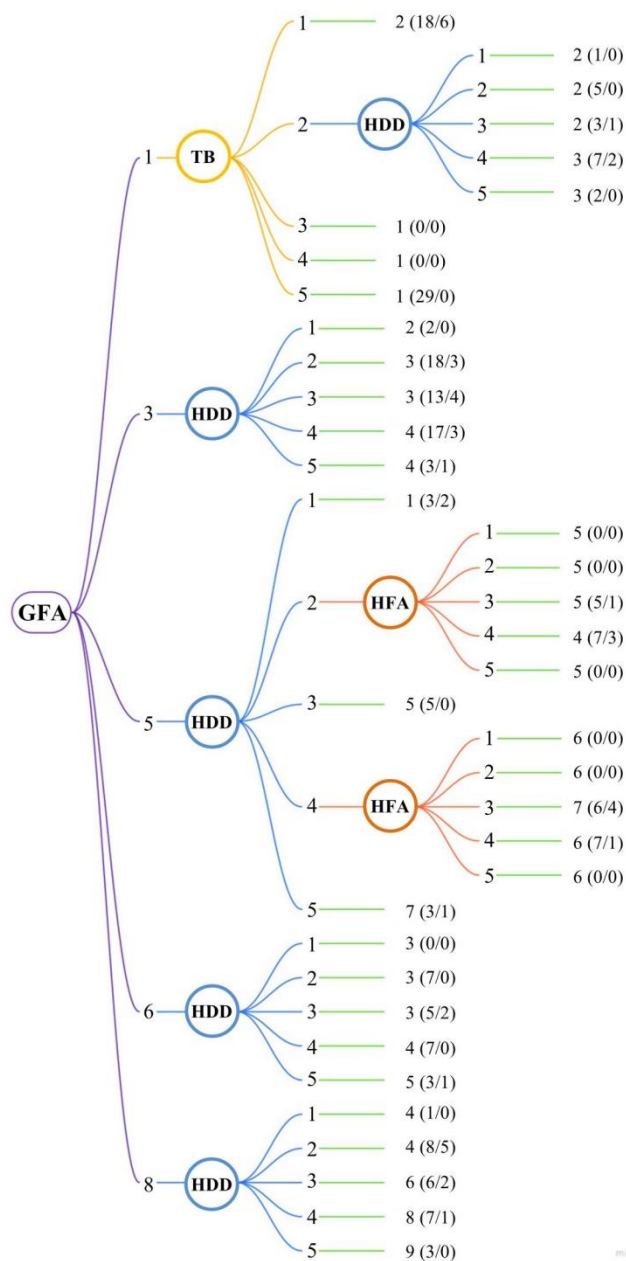 1 2 (18/6)
1 2 (1/0)
2 2 (5/0)
2 HDD 3 2 (3/1)
1 TB
4 3 (7/2)
5 3 (2/0)
3 1 (0/0)
4 1 (0/0)
5 1 (29/0)
1 2 (2/0)
2 3 (18/3)
3 3 (13/4)
3 HDD
4 4 (17/3)
5 4 (3/1)
1 1 (3/2)
1 5 (0/0)
2 5 (0/0)
2 HFA 3 5 (5/1)
GFA
4 4 (7/3)
5 5 (0/0)
3 5 (5/0)
5 HDD
1 6 (0/0)
2 6 (0/0)
4 HFA 3 7 (6/4)
4 6 (7/1)
5 6 (0/0)
5 7 (3/1)
1 3 (0/0)
2 3 (7/0)
6 HDD 3 3 (5/2)
4 4 (7/0)
5 5 (3/1)
1 4 (1/0)
2 4 (8/5)
8 HDD 3 6 (6/2)
4 8 (7/1)
5 9 (3/0)